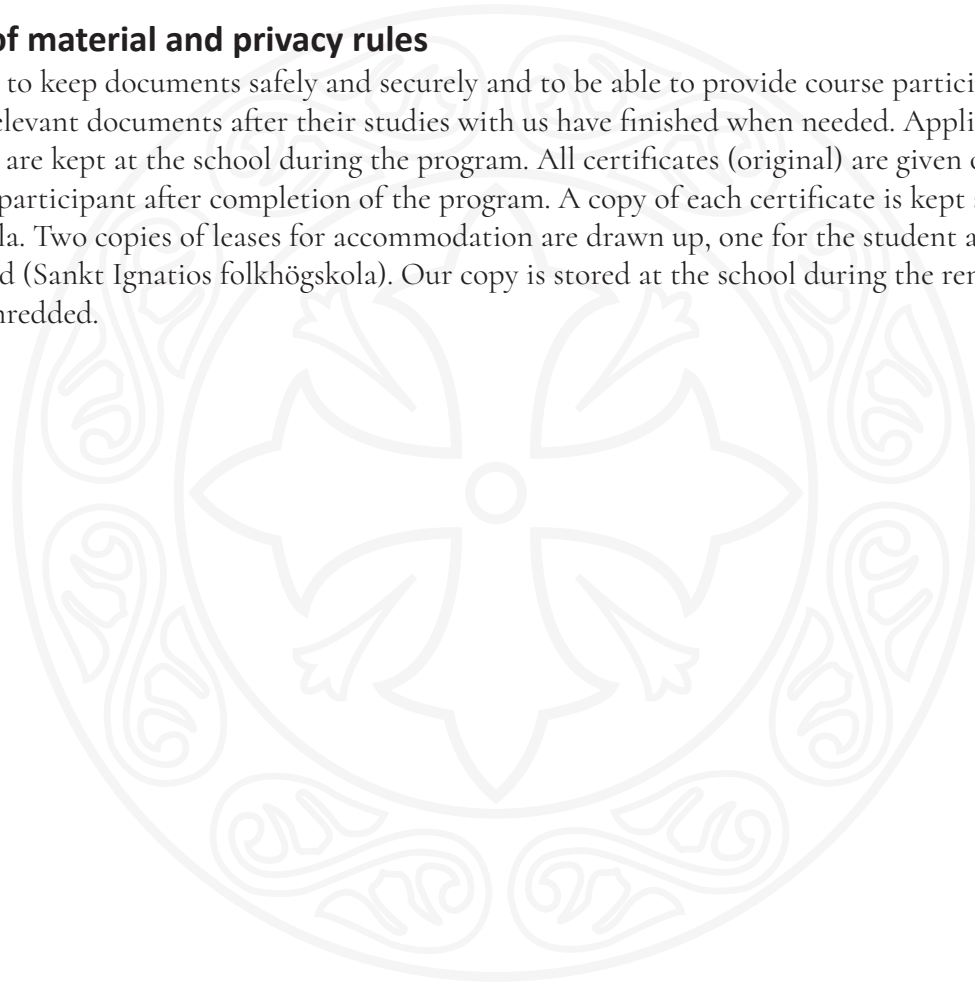 of material and privacy rules
to keep documents safely and securely and to be able to provide course partici
elevant documents after their studies with us have finished when needed. Appli
are kept at the school during the program. All certificates (original) are given
participant after completion of the program. A copy of each certificate is kept
la. Two copies of leases for accommodation are drawn up, one for the student a
d (Sankt Ignatios folkhögskola). Our copy is stored at the school during the ren
hredded.